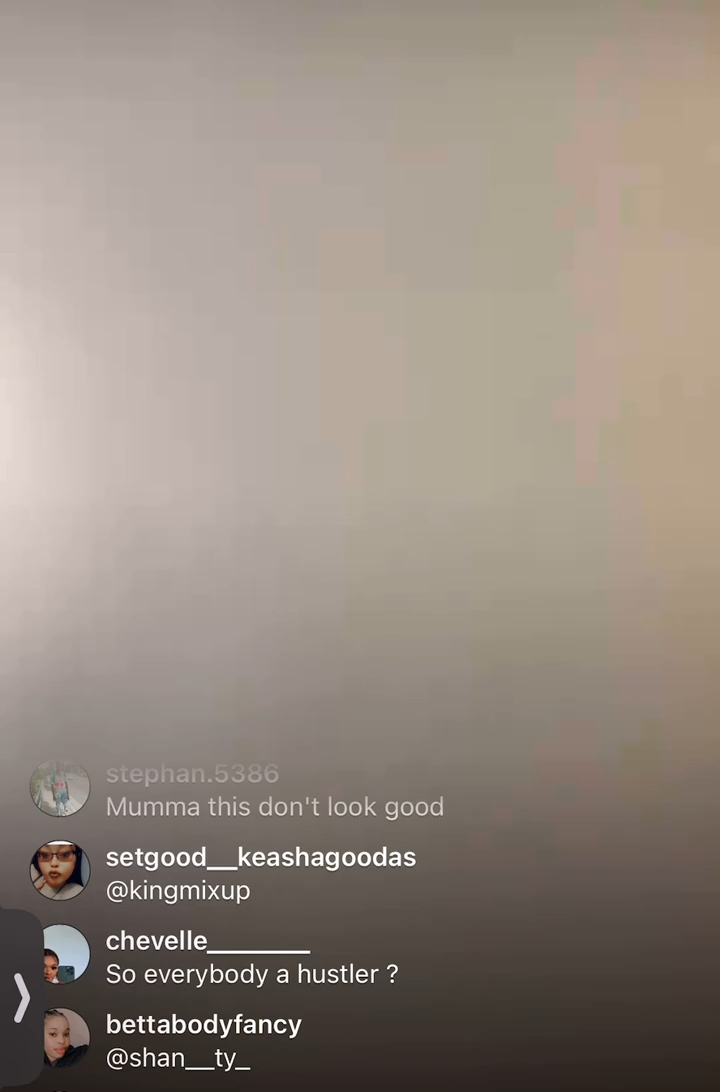 stephan.5386
Mumma this don't look good
setgood__keashagoodas
@kingmixup
chevelle________
So everybody a hustler ?
bettabodyfancy
@shan__ty_